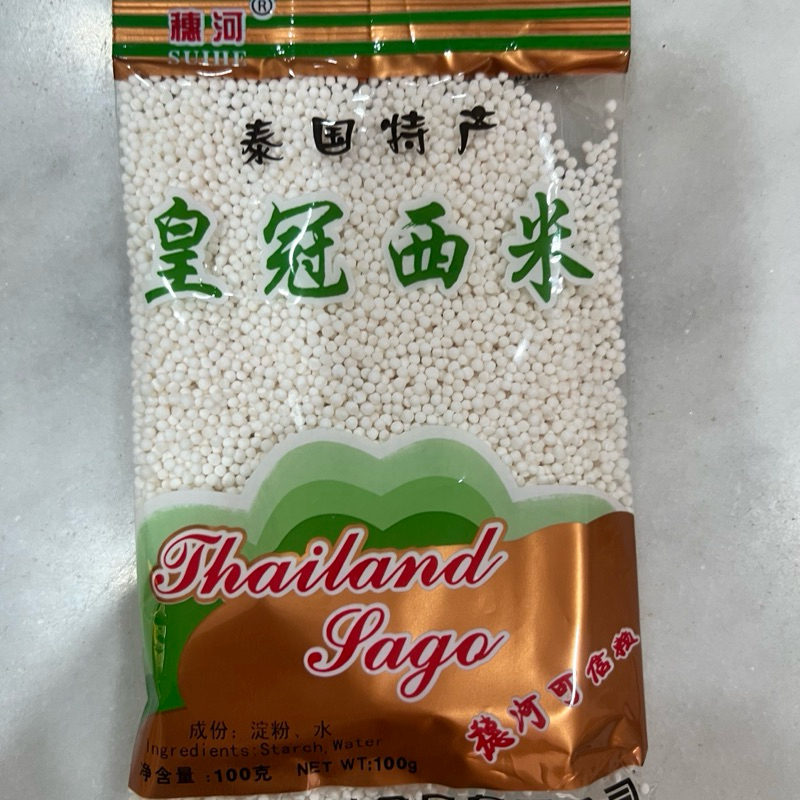 穗河®
SUIHE
泰国特产
皇冠西米
Thailand
Sago
穗河可信赖
成份：淀粉、水
Ingredients:Starch,Water
净含量：100克 NET WT:100g